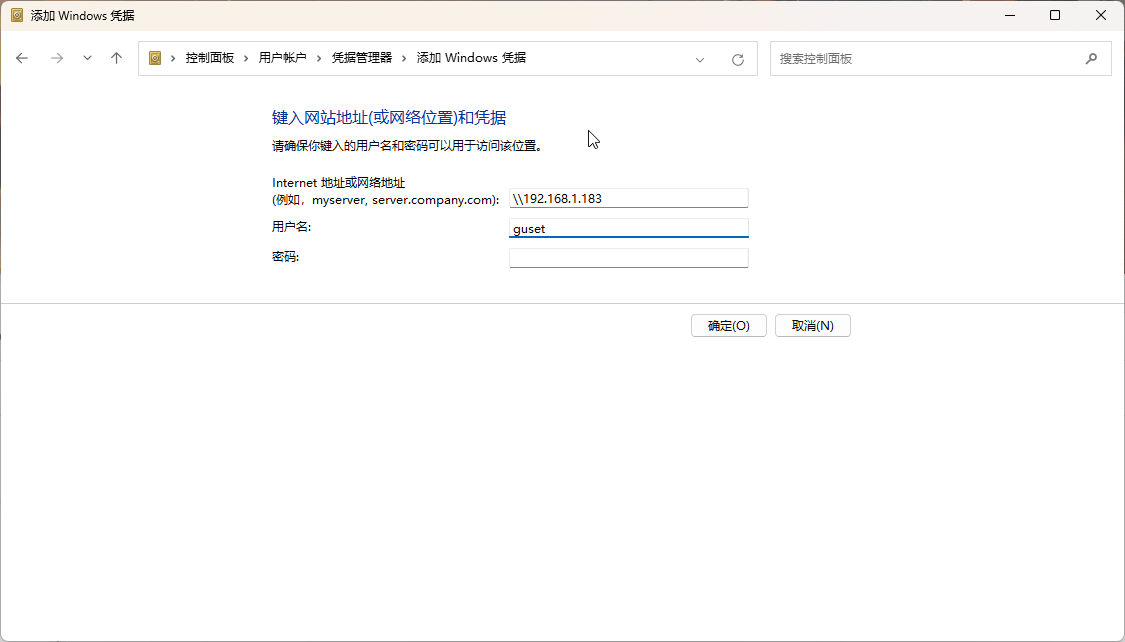 添加 Windows 凭据
控制面板 › 用户帐户 › 凭据管理器 › 添加 Windows 凭据
搜索控制面板
键入网站地址(或网络位置)和凭据
请确保你键入的用户名和密码可以用于访问该位置。
Internet 地址或网络地址
(例如，myserver, server.company.com): \\192.168.1.183
用户名: guset
密码:
确定(O) 取消(N)